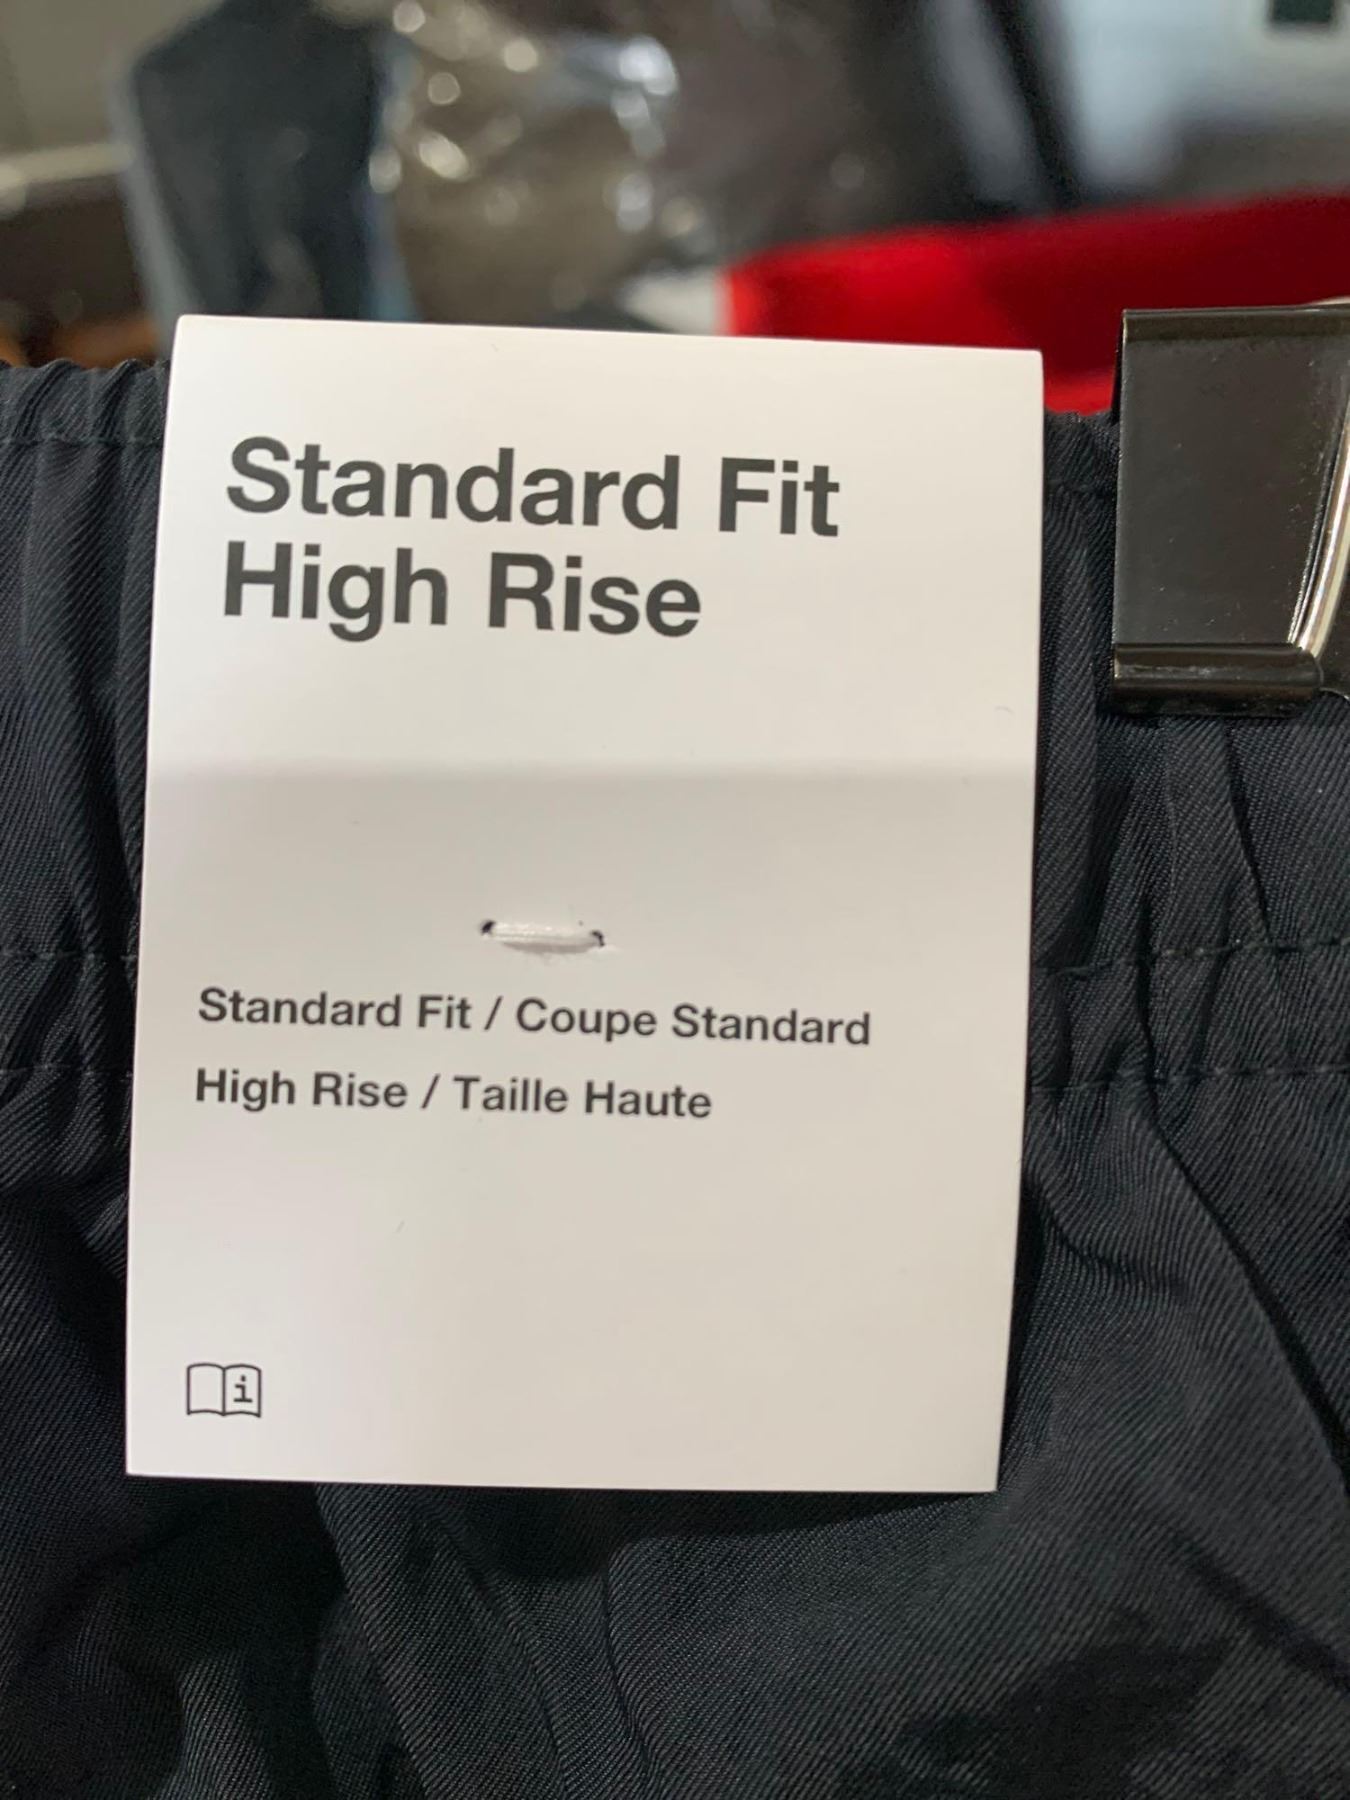 Standard Fit
High Rise
Standard Fit / Coupe Standard
High Rise / Taille Haute
i